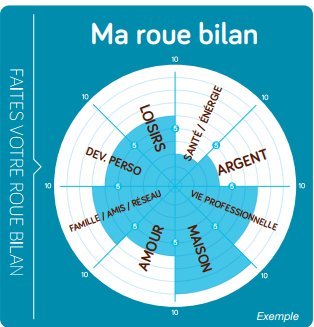 Ma roue bilan
FAITES VOTRE ROUE BILAN
10
10
10
10
10
10
10
10
LOISIRS
SANTÉ / ÉNERGIE
ARGENT
VIE PROFESSIONNELLE
MAISON
AMOUR
FAMILLE / AMIS / RÉSEAU
DEV. PERSO
5
5
5
5
5
5
5
5
Exemple